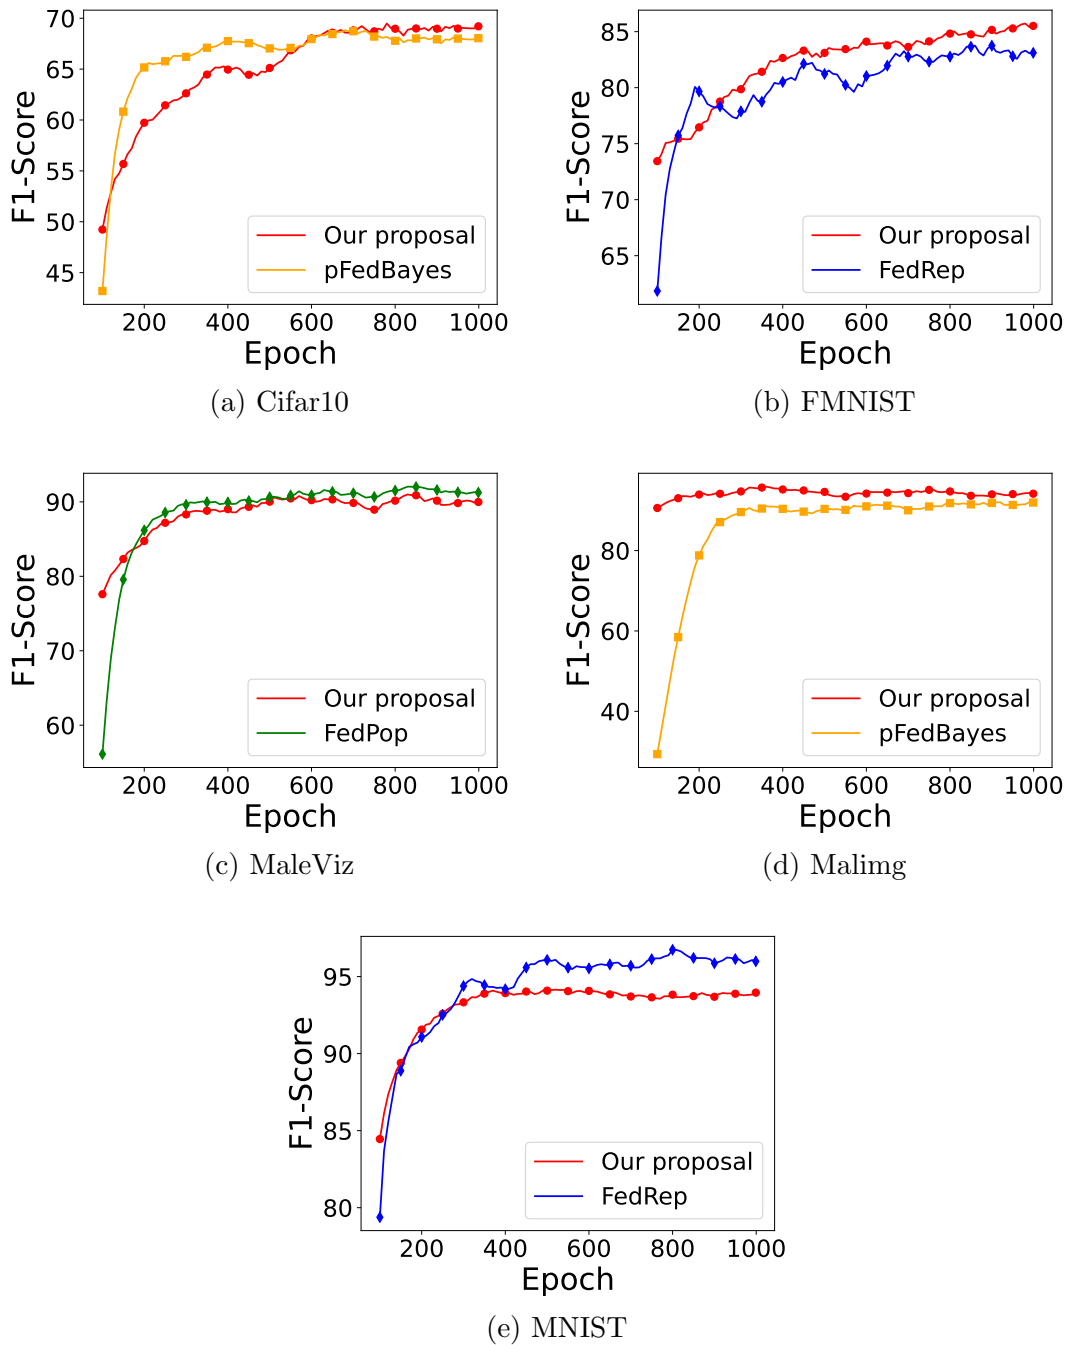 70
65
60
55
50
45
F1-Score
Our proposal
pFedBayes
200 400 600 800 1000
Epoch
(a) Cifar10
85
80
75
70
65
F1-Score
Our proposal
FedRep
200 400 600 800 1000
Epoch
(b) FMNIST
90
80
70
60
F1-Score
Our proposal
FedPop
200 400 600 800 1000
Epoch
(c) MaleViz
80
60
40
F1-Score
Our proposal
pFedBayes
200 400 600 800 1000
Epoch
(d) Malimg
95
90
85
80
F1-Score
Our proposal
FedRep
200 400 600 800 1000
Epoch
(e) MNIST